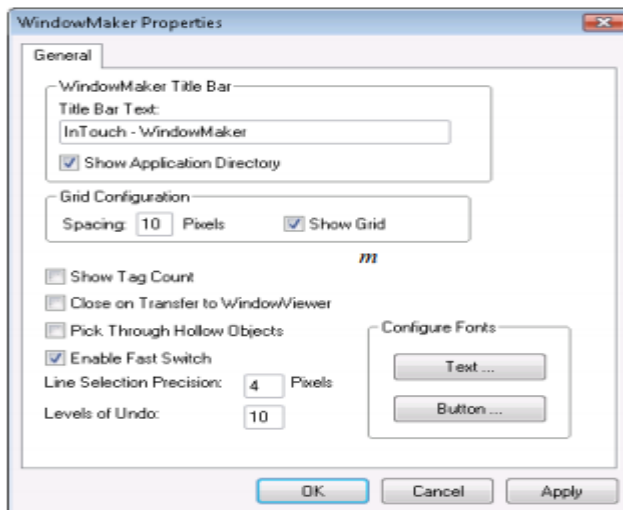 WindowMaker Properties
General
WindowMaker Title Bar
Title Bar Text:
InTouch - WindowMaker
Show Application Directory
Grid Configuration
Spacing: 10 Pixels Show Grid
m
Show Tag Count
Close on Transfer to WindowViewer
Pick Through Hollow Objects
Configure Fonts
Enable Fast Switch
Text ...
Line Selection Precision: 4 Pixels
Button ...
Levels of Undo: 10
OK Cancel Apply